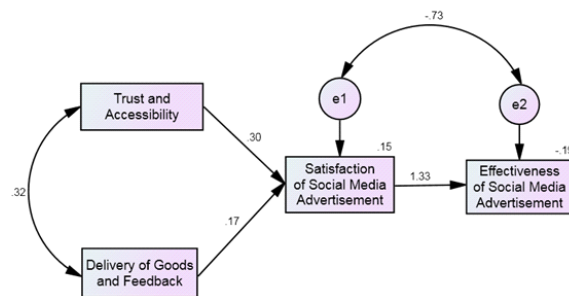 -.73
e1
e2
Trust and
Accessibility
.30
.15
-.15
Satisfaction
of Social Media
Advertisement
1.33
Effectiveness
of Social Media
Advertisement
.32
.17
Delivery of Goods
and Feedback